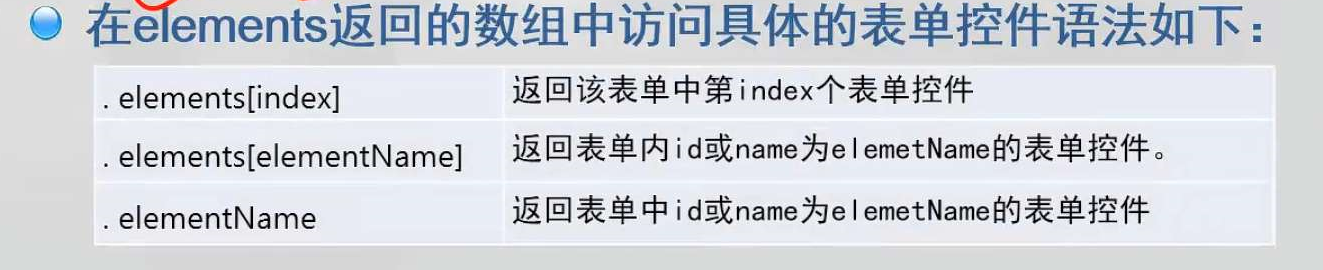 在elements返回的数组中访问具体的表单控件语法如下：
. elements[index] 返回该表单中第index个表单控件
. elements[elementName] 返回表单内id或name为elemetName的表单控件。
. elementName 返回表单中id或name为elemetName的表单控件